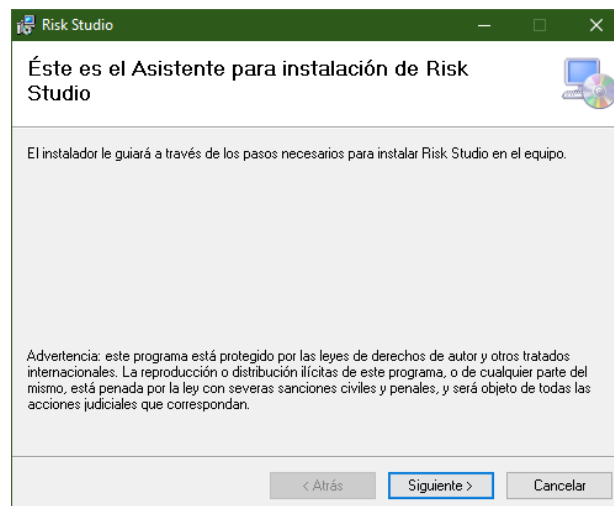 Risk Studio
Éste es el Asistente para instalación de Risk
Studio
El instalador le guiará a través de los pasos necesarios para instalar Risk Studio en el equipo.
Advertencia: este programa está protegido por las leyes de derechos de autor y otros tratados
internacionales. La reproducción o distribución ilícitas de este programa, o de cualquier parte del
mismo, está penada por la ley con severas sanciones civiles y penales, y será objeto de todas las
acciones judiciales que correspondan.
< Atrás
Siguiente >
Cancelar